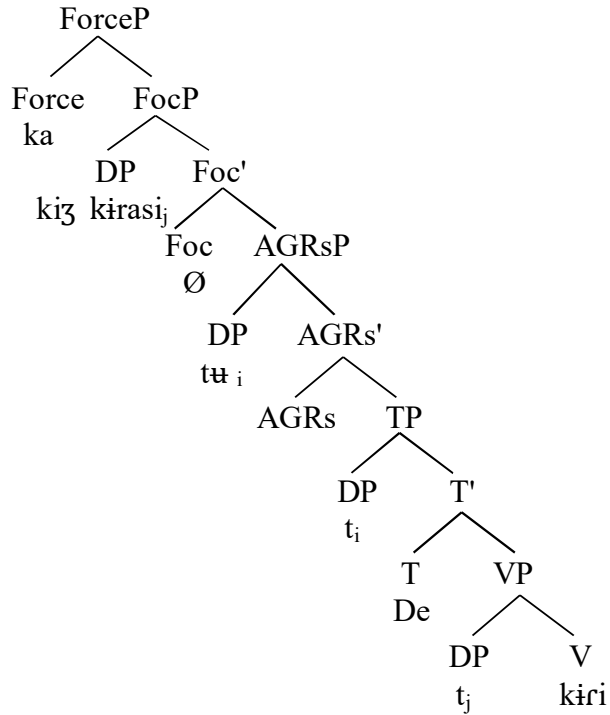 ForceP
Force FocP
ka
DP Foc'
kiʒ kɨrasiⱼ
Foc AGRsP
Ø
DP AGRs'
tʉ ᵢ
AGRs TP
DP T'
tᵢ
T VP
De
DP V
tⱼ kɨɾi